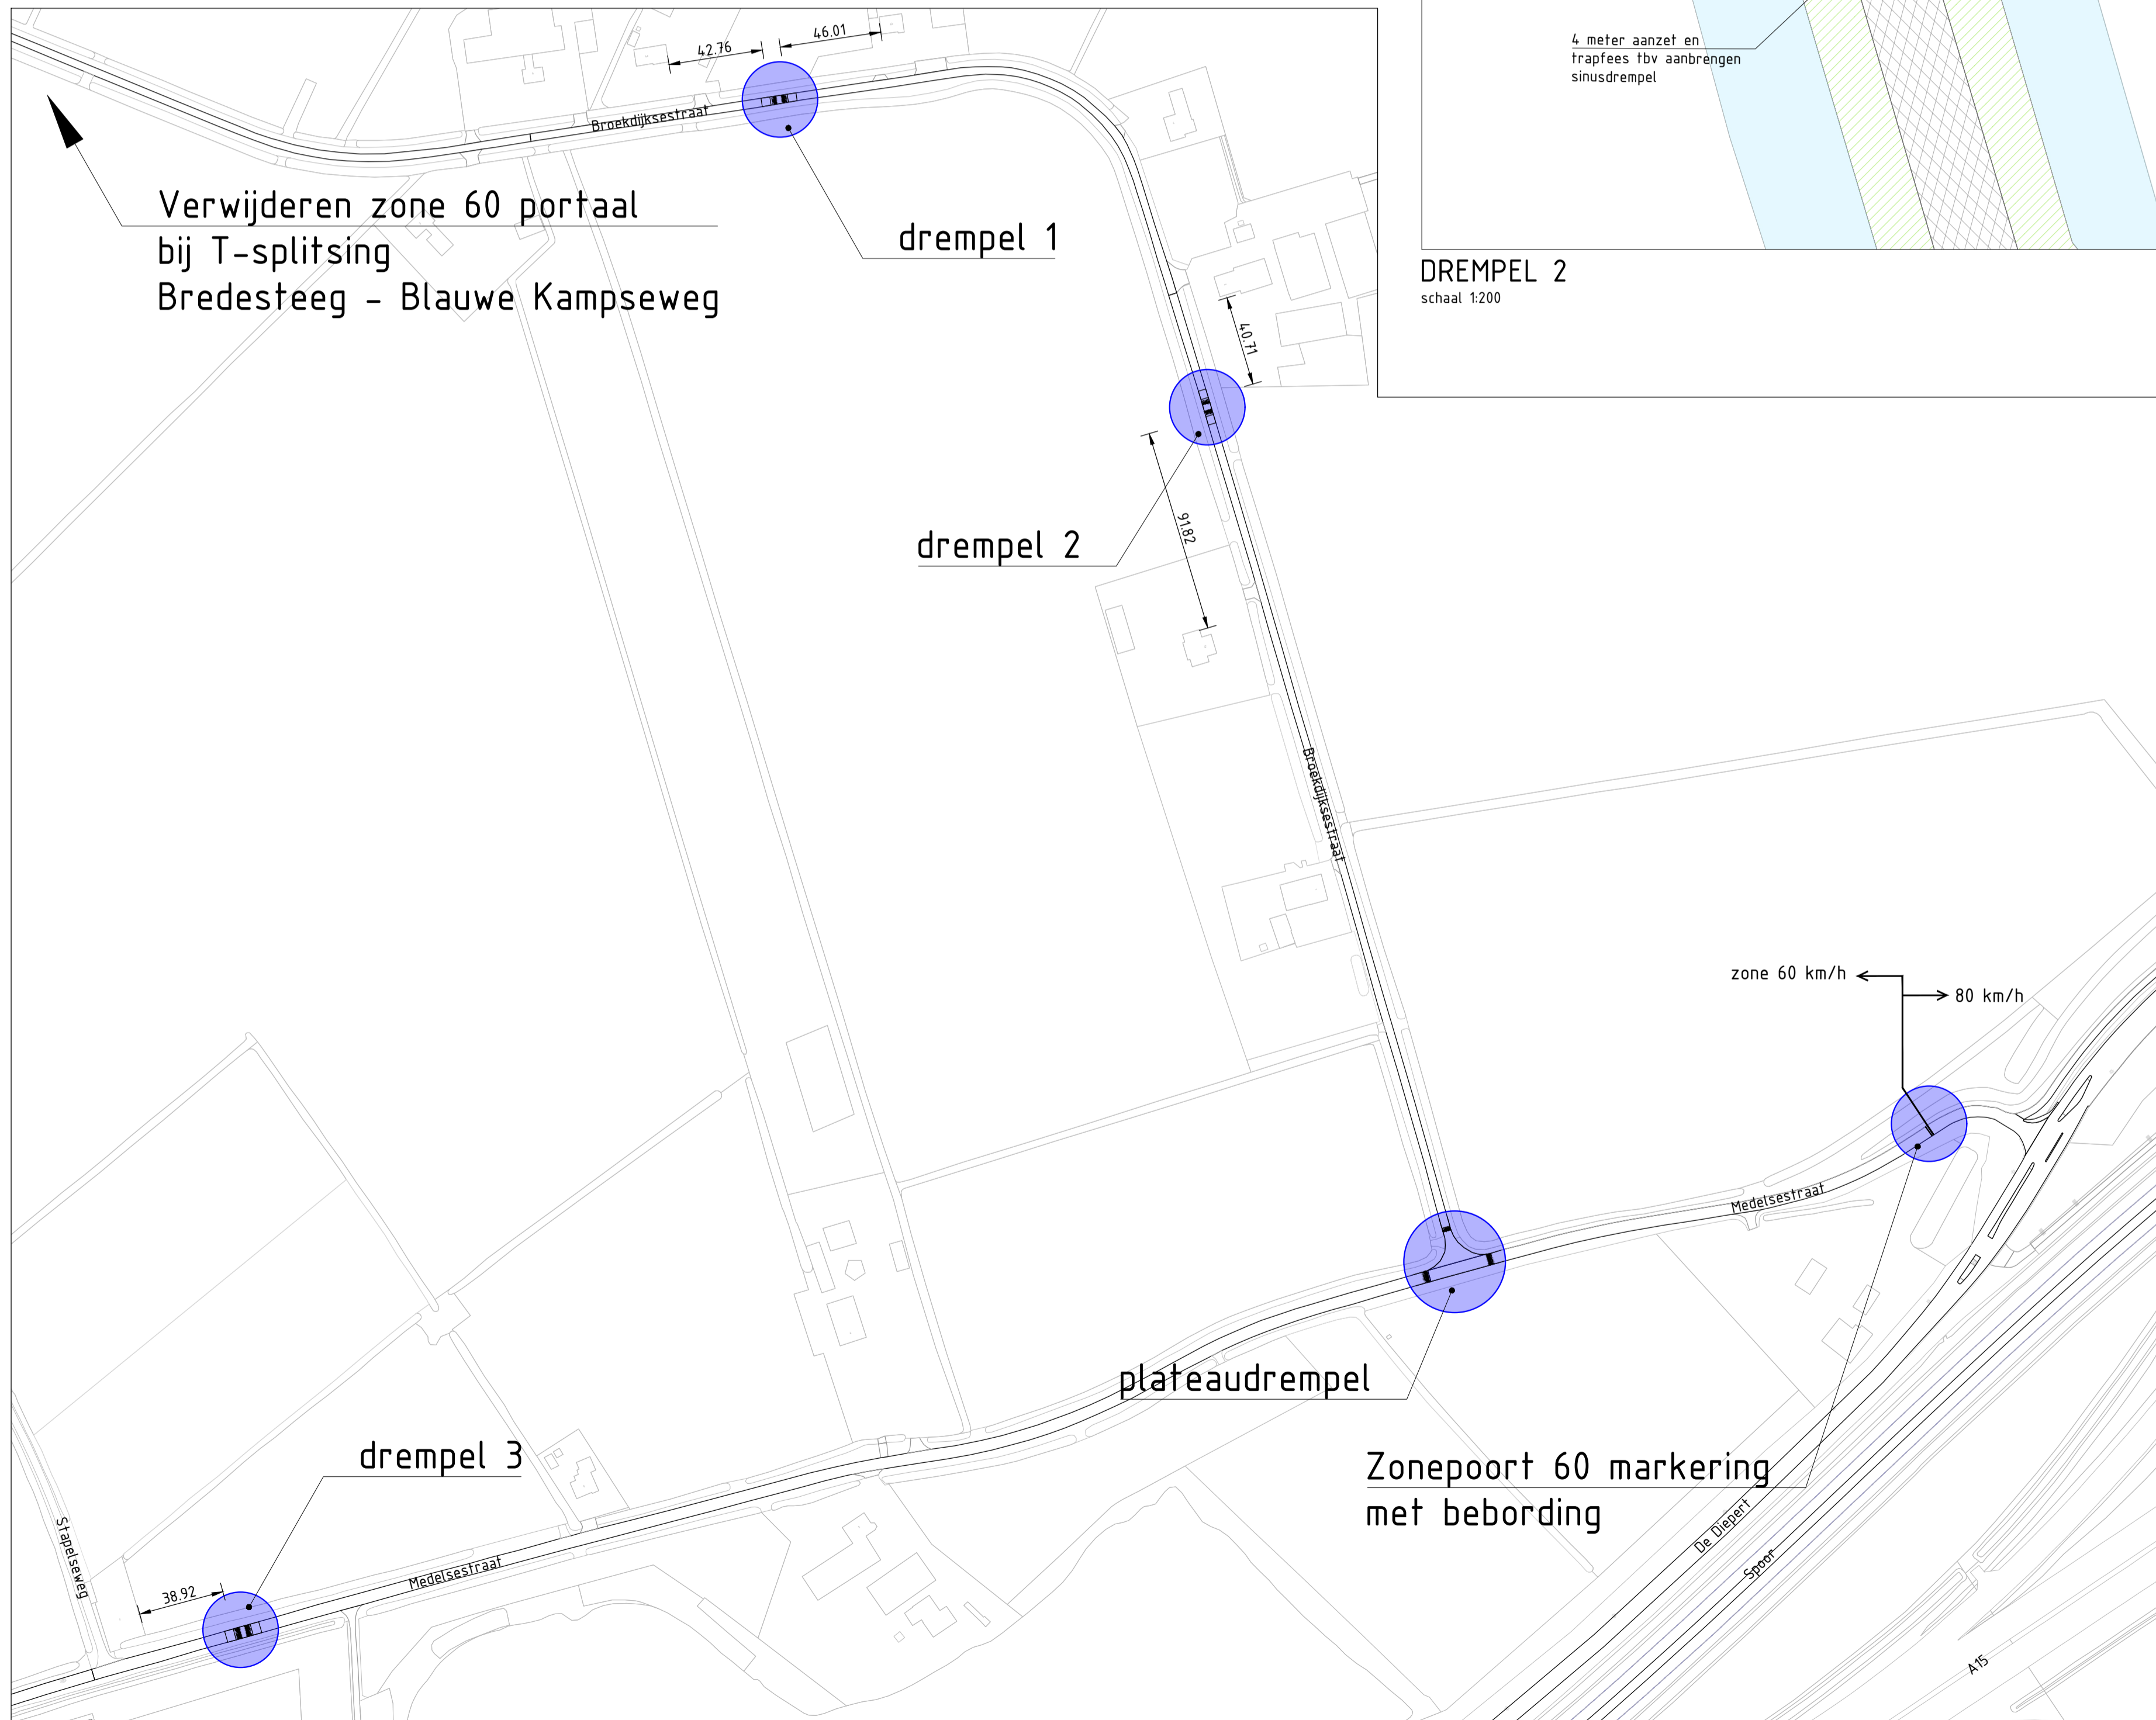 42.76
46.01
4 meter aanzet en
trapfees tbv aanbrengen
sinusdrempel
Broekdijksestraat
Verwijderen zone 60 portaal
bij T-splitsing
Bredesteeg - Blauwe Kampseweg
drempel 1
DREMPEL 2
schaal 1:200
40.71
drempel 2
91.82
Broekdijksestraat
zone 60 km/h
80 km/h
Medelsestraat
plateaudrempel
drempel 3
Zonepoort 60 markering
met bebording
Stapelseweg
De Diepert
Spoor
Medelsestraat
38.92
A15